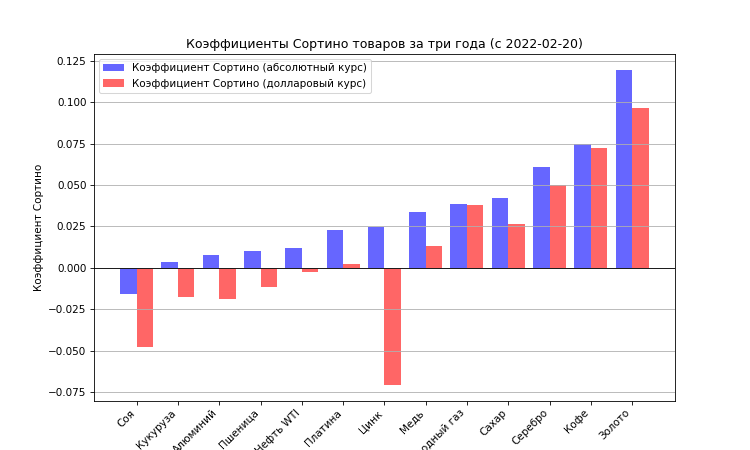 Коэффициенты Сортино товаров за три года (с 2022-02-20)
Коэффициент Сортино (абсолютный курс)
Коэффициент Сортино (долларовый курс)
Коэффициент Сортино
0.125
0.100
0.075
0.050
0.025
0.000
−0.025
−0.050
−0.075
Соя
Кукуруза
Алюминий
Пшеница
Нефть WTI
Платина
Цинк
Медь
газ
Сахар
Серебро
Кофе
Золото